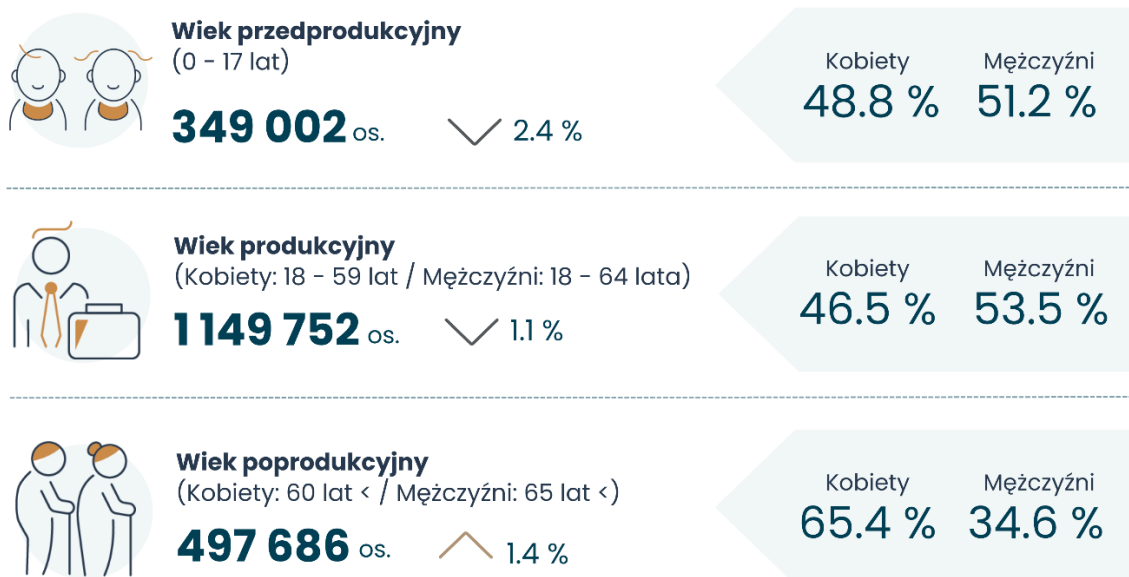 Wiek przedprodukcyjny
(0 - 17 lat)
349 002 os. 2.4 %
Kobiety Mężczyźni
48.8 % 51.2 %
Wiek produkcyjny
(Kobiety: 18 - 59 lat / Mężczyźni: 18 - 64 lata)
1 149 752 os. 1.1 %
Kobiety Mężczyźni
46.5 % 53.5 %
Wiek poprodukcyjny
(Kobiety: 60 lat < / Mężczyźni: 65 lat <)
497 686 os. 1.4 %
Kobiety Mężczyźni
65.4 % 34.6 %